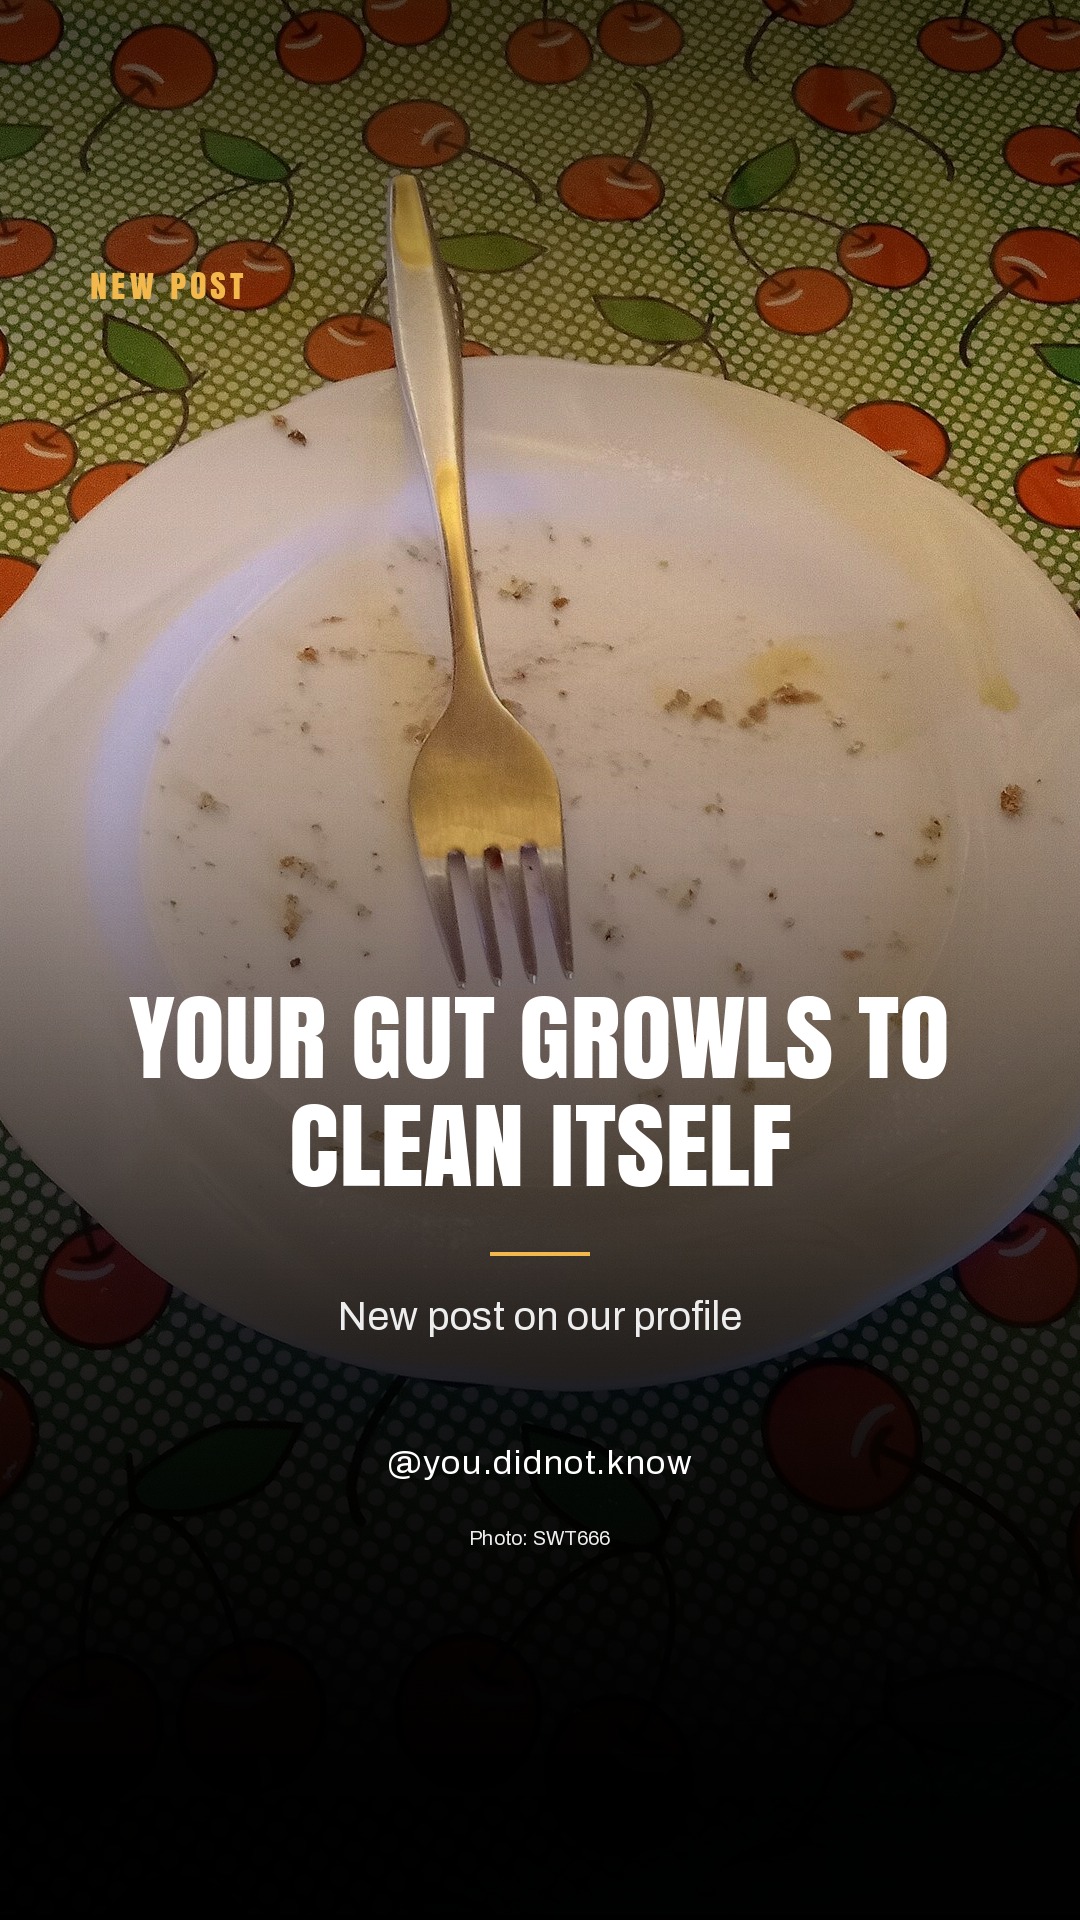 NEW POST
YOUR GUT GROWLS TO
CLEAN ITSELF
New post on our profile
@you.didnot.know
Photo: SWT666